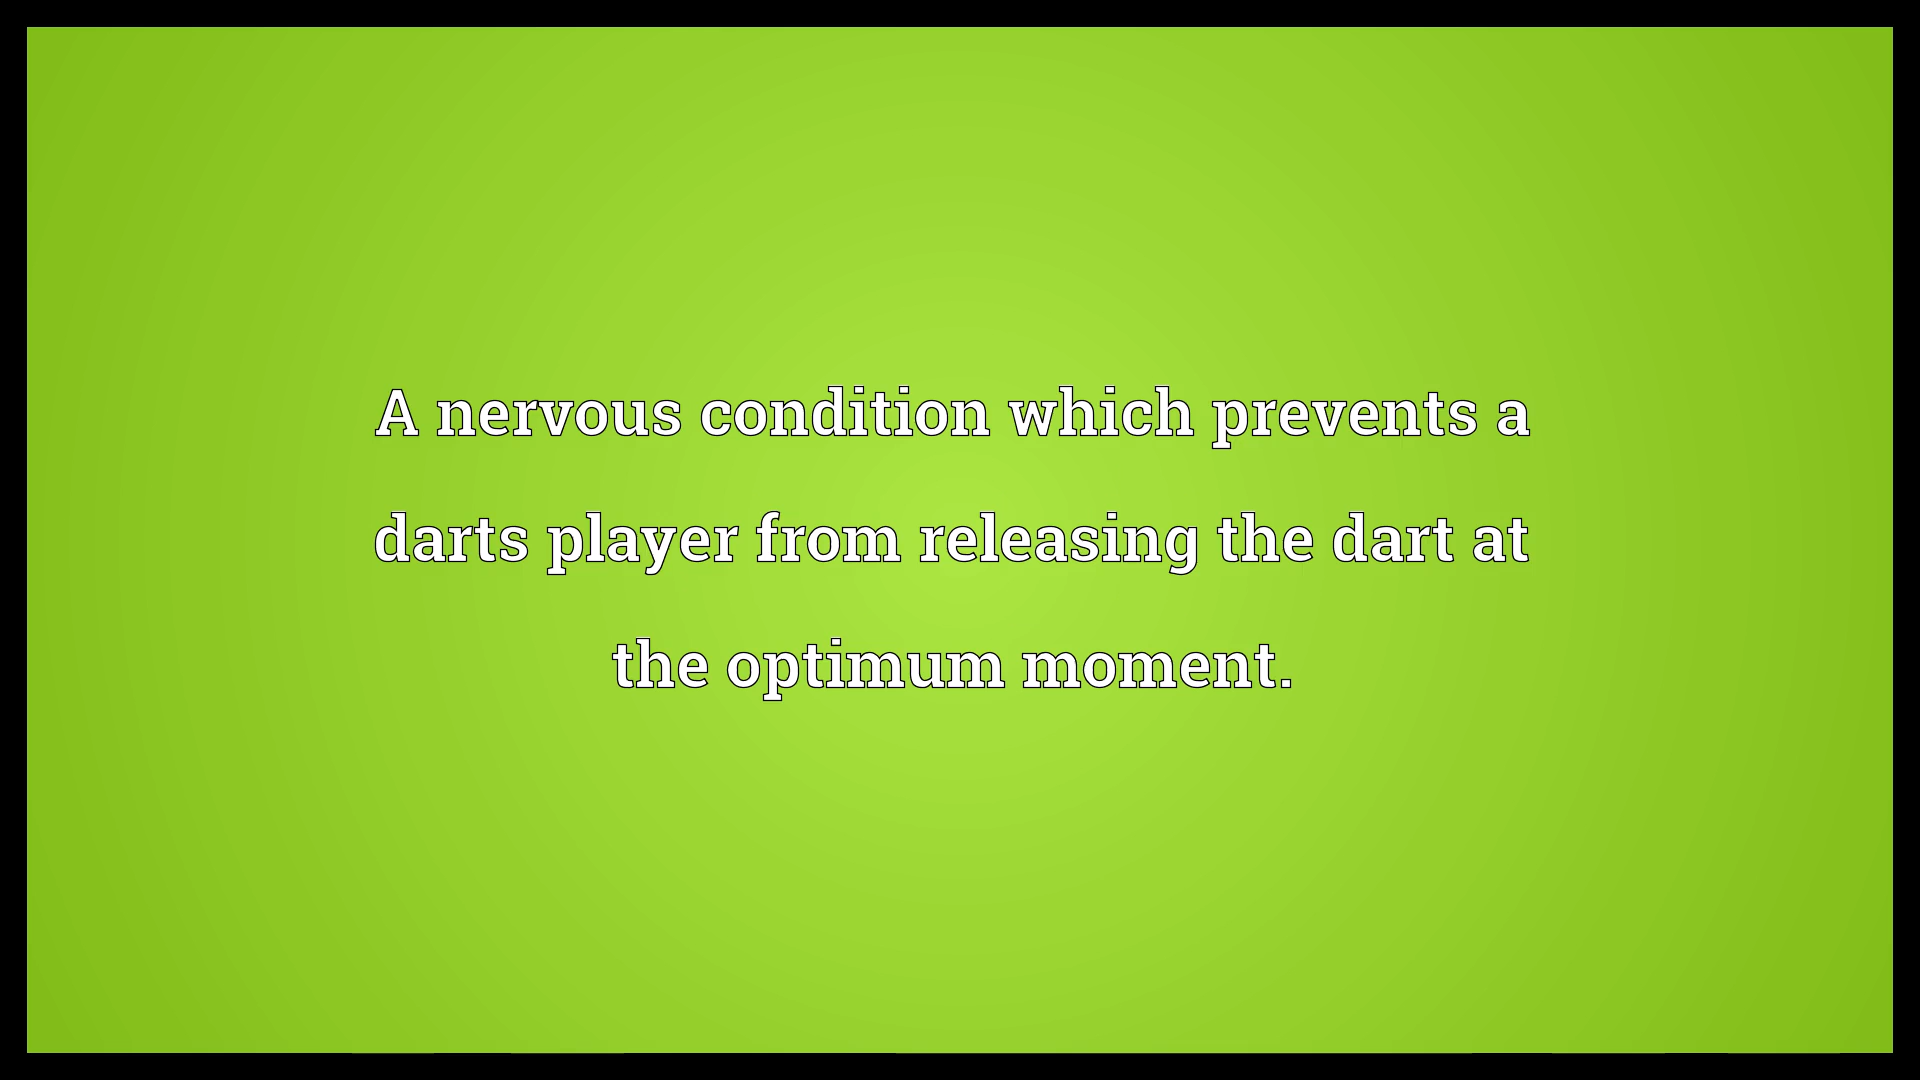 A nervous condition which prevents a
darts player from releasing the dart at
the optimum moment.